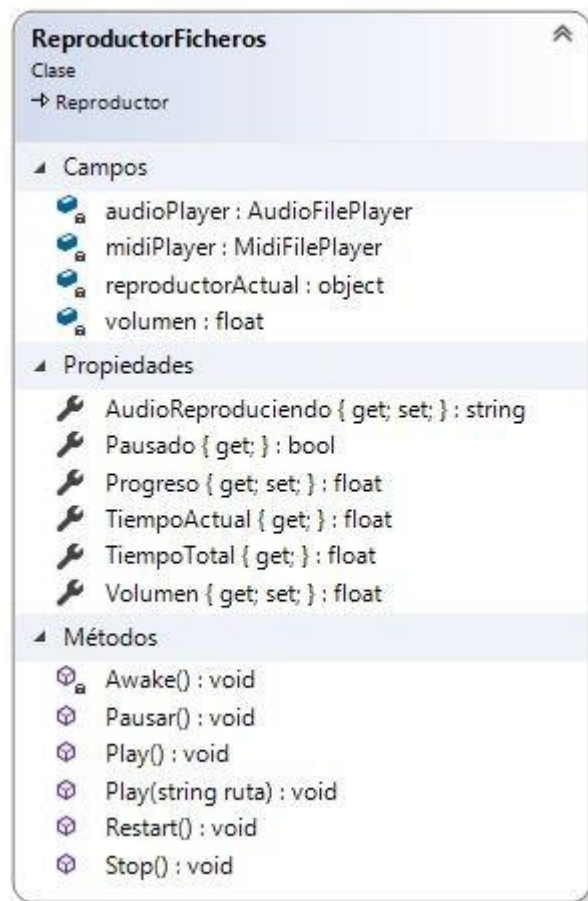 ReproductorFicheros
Clase
Reproductor
Campos
audioPlayer : AudioFilePlayer
midiPlayer : MidiFilePlayer
reproductorActual : object
volumen : float
Propiedades
AudioReproduciendo { get; set; } : string
Pausado { get; } : bool
Progreso { get; set; } : float
TiempoActual { get; } : float
TiempoTotal { get; } : float
Volumen { get; set; } : float
Métodos
Awake() : void
Pausar() : void
Play() : void
Play(string ruta) : void
Restart() : void
Stop() : void